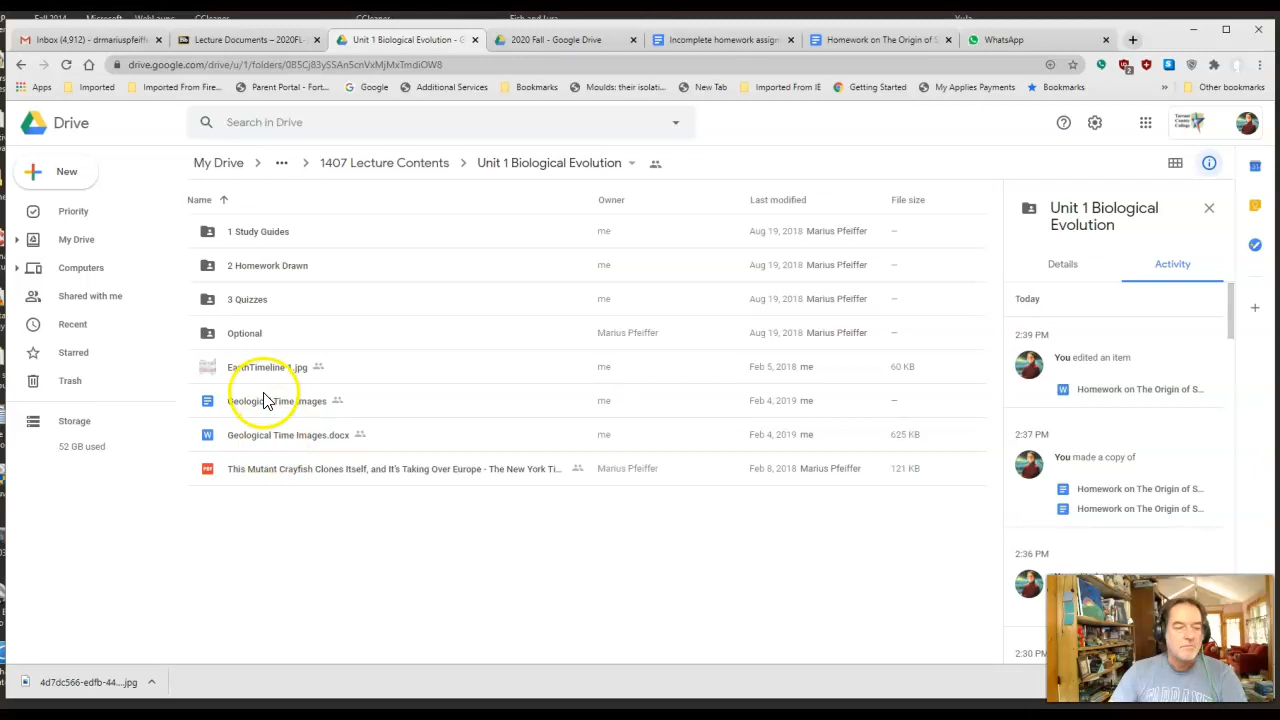 Inbox (4,912) - drmariuspfeiff
Lecture Documents – 2020FL-
Unit 1 Biological Evolution - G
2020 Fall - Google Drive
Incomplete homework assign
Homework on The Origin of S
WhatsApp
drive.google.com/drive/u/1/folders/0B5Cj83ySSAn5cnVxMjMxTmdiOW8
Apps
Imported
Imported From Fire...
Parent Portal - Fort...
Google
Additional Services
Bookmarks
Moulds: their isolati...
New Tab
Imported From IE
Getting Started
My Applies Payments
Bookmarks
»
Other bookmarks
Drive
Search in Drive
New
My Drive > ... > 1407 Lecture Contents > Unit 1 Biological Evolution
Priority
My Drive
Computers
Shared with me
Recent
Starred
Trash
Storage
52 GB used
Name
Owner
Last modified
File size
1 Study Guides
me
Aug 19, 2018 Marius Pfeiffer
–
2 Homework Drawn
me
Aug 19, 2018 Marius Pfeiffer
–
3 Quizzes
me
Aug 19, 2018 Marius Pfeiffer
–
Optional
Marius Pfeiffer
Aug 19, 2018 Marius Pfeiffer
–
EarthTimeline 1.jpg
me
Feb 5, 2018 me
60 KB
Geological Time Images
me
Feb 4, 2019 me
–
W
Geological Time Images.docx
me
Feb 4, 2019 me
625 KB
PDF
This Mutant Crayfish Clones Itself, and It's Taking Over Europe - The New York Ti...
Marius Pfeiffer
Feb 8, 2018 Marius Pfeiffer
121 KB
Unit 1 Biological
Evolution
Details
Activity
Today
2:39 PM
You edited an item
W
Homework on The Origin of S...
2:37 PM
You made a copy of
Homework on The Origin of S...
Homework on The Origin of S...
2:36 PM
2:30 PM
4d7dc566-edfb-44....jpg